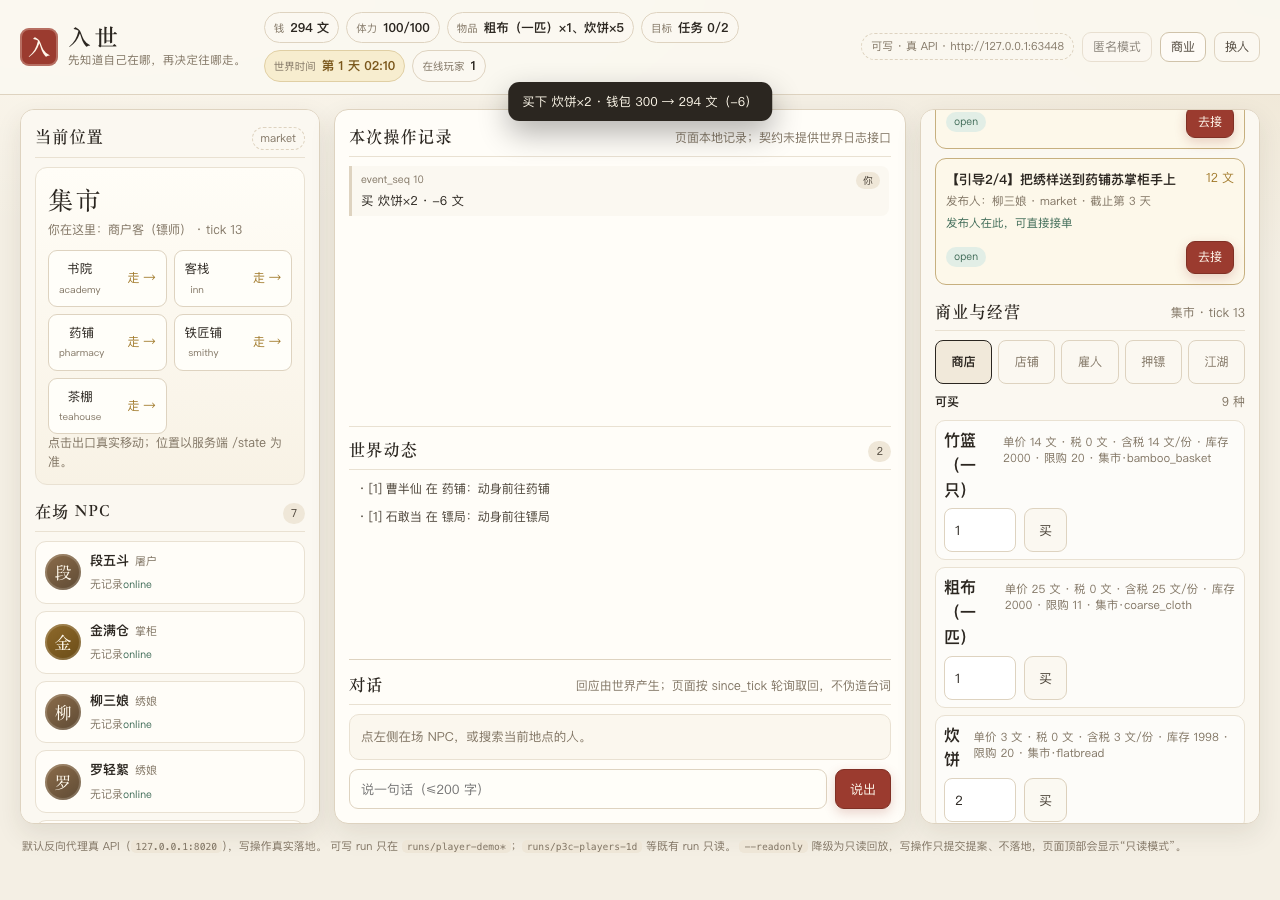 入
入世
先知道自己在哪，再决定往哪走。
钱 294 文
体力 100/100
物品 粗布（一匹）×1、炊饼×5
目标 任务 0/2
世界时间 第 1 天 02:10
在线玩家 1
可写 · 真 API · http://127.0.0.1:63448
匿名模式
商业
换人
买下 炊饼×2 · 钱包 300 → 294 文（−6）
当前位置
market
集市
你在这里：商户客（镖师） · tick 13
书院
academy
走 →
客栈
inn
走 →
药铺
pharmacy
走 →
铁匠铺
smithy
走 →
茶棚
teahouse
走 →
点击出口真实移动；位置以服务端 /state 为
准。
在场 NPC
7
段
段五斗 屠户
无记录online
金
金满仓 掌柜
无记录online
柳
柳三娘 绣娘
无记录online
罗
罗轻絮 绣娘
无记录online
本次操作记录
页面本地记录；契约未提供世界日志接口
event_seq 10
你
买 炊饼×2 · −6 文
世界动态
2
· [1] 曹半仙 在 药铺：动身前往药铺
· [1] 石敢当 在 镖局：动身前往镖局
对话
回应由世界产生；页面按 since_tick 轮询取回，不伪造台词
点左侧在场 NPC，或搜索当前地点的人。
说一句话（≤200 字）
说出
open
去接
【引导2/4】把绣样送到药铺苏掌柜手上
12 文
发布人：柳三娘 · market · 截止第 3 天
发布人在此，可直接接单
open
去接
商业与经营
集市 · tick 13
商店
店铺
雇人
押镖
江湖
可买
9 种
竹篮
（一
只）
单价 14 文 · 税 0 文 · 含税 14 文/份 · 库存
2000 · 限购 20 · 集市·bamboo_basket
1
买
粗布
（一
匹）
单价 25 文 · 税 0 文 · 含税 25 文/份 · 库存
2000 · 限购 11 · 集市·coarse_cloth
1
买
炊
饼
单价 3 文 · 税 0 文 · 含税 3 文/份 · 库存 1998 ·
限购 20 · 集市·flatbread
2
买
默认反向代理真 API（ 127.0.0.1:8020 ），写操作真实落地。 可写 run 只在 runs/player-demo* ； runs/p3c-players-1d 等既有 run 只读。 --readonly 降级为只读回放，写操作只提交提案、不落地，页面顶部会显示“只读模式”。